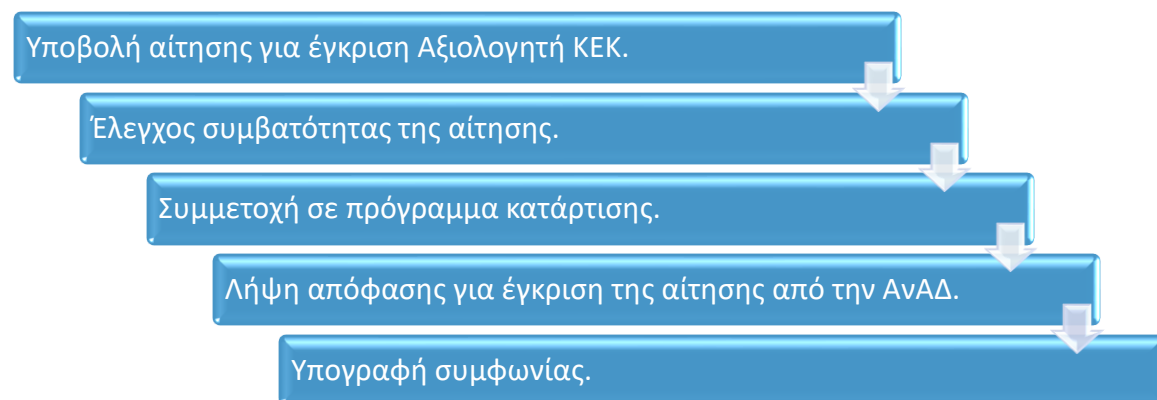 Υποβολή αίτησης για έγκριση Αξιολογητή ΚΕΚ.
Έλεγχος συμβατότητας της αίτησης.
Συμμετοχή σε πρόγραμμα κατάρτισης.
Λήψη απόφασης για έγκριση της αίτησης από την ΑνΑΔ.
Υπογραφή συμφωνίας.